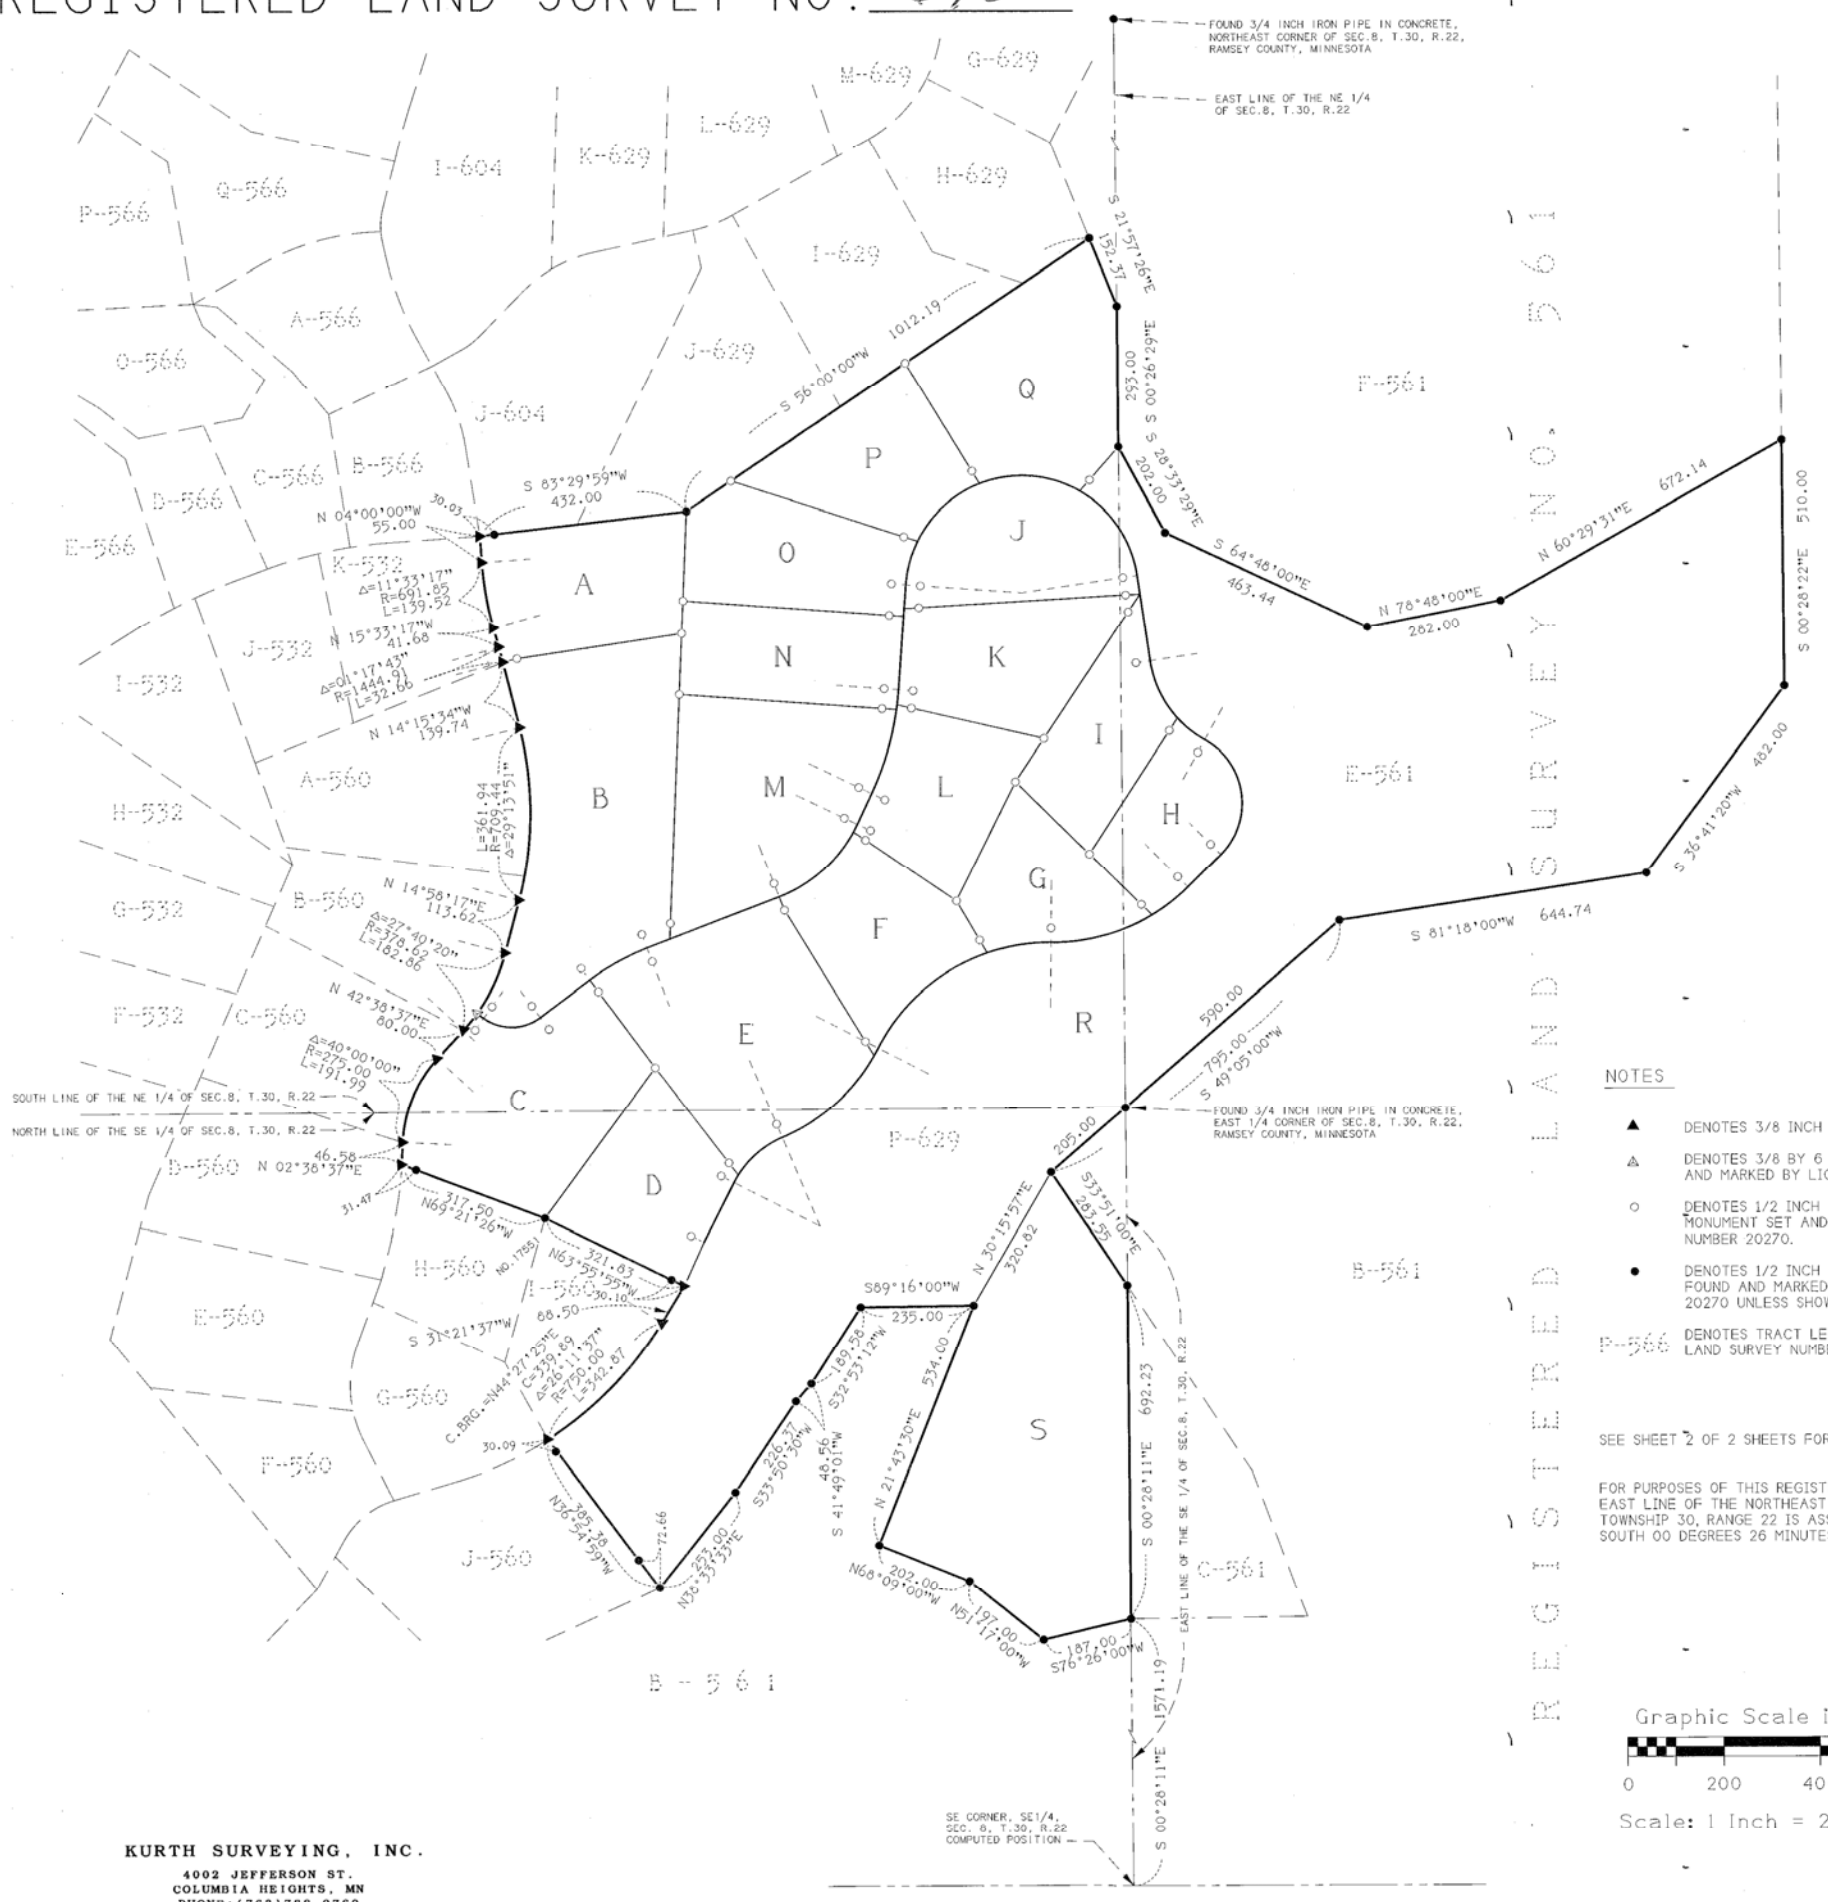 REGISTERED LAND SURVEY NO.
FOUND 3/4 INCH IRON PIPE IN CONCRETE,
NORTHEAST CORNER OF SEC.8, T.30, R.22,
RAMSEY COUNTY, MINNESOTA
EAST LINE OF THE NE 1/4
OF SEC.8, T.30, R.22
M-629
G-629
L-629
K-629
I-604
H-629
Q-566
P-566
I-629
A-566
O-566
J-629
J-604
B-566
C-566
D-566
E-566
F-561
S 21°57'26"E
152.37
S 00°26'29"E
293.00
S 28°33'29"E
202.00
1012.19
S 56°00'00"W
S 83°29'59"W
432.00
30.03
N 04°00'00"W
55.00
K-532
Δ=11°33'17"
R=691.85
L=139.52
N 15°33'17"W
41.68
J-532
I-532
Δ=01°17'43"
R=1444.91
L=32.66
N 14°15'34"W
139.74
A-560
H-532
L=361.94
R=709.44
Δ=29°13'51"
N 14°58'17"E
113.62
G-532
B-560
Δ=27°40'20"
R=378.62
L=182.86
N 42°38'37"E
80.00
F-532
C-560
Δ=40°00'00"
R=275.00
L=191.99
Q
P
J
O
A
N
K
I
B
M
L
H
G
F
E
R
C
D
S
S 64°48'00"E
463.44
N 78°48'00"E
282.00
N 60°29'31"E
672.14
S 00°28'22"E 510.00
S 36°41'20"W
482.00
E-561
S 81°18'00"W 644.74
590.00
795.00
S 49°05'00"W
205.00
REGISTERED LAND SURVEY NO. 561
SOUTH LINE OF THE NE 1/4 OF SEC.8, T.30, R.22
NORTH LINE OF THE SE 1/4 OF SEC.8, T.30, R.22
FOUND 3/4 INCH IRON PIPE IN CONCRETE,
EAST 1/4 CORNER OF SEC.8, T.30, R.22,
RAMSEY COUNTY, MINNESOTA
P-629
46.58
D-560 N 02°38'37"E
31.47
317.50
N69°21'26"W
NO.17551
321.83
N63°55'55"W
30.10
H-560
I-560
E-560
88.50
S 31°21'37"W
G-560
C.BRG.=N44°27'25"E
C=339.89
Δ=26°11'37"
R=750.00
L=342.87
30.09
F-560
J-560
385.38
N36°54'59"W
72.66
253.00
N38°33'33"E
226.37
S33°50'30"W
48.56
S 41°49'01"W
189.58
S32°53'12"W
S89°16'00"W
235.00
N 30°15'57"E
320.82
S33°51'00"E
283.55
534.00
N 21°43'30"E
202.00
N68°09'00"W
197.00
N51°17'00"W
187.00
S76°26'00"W
S 00°28'11"E 692.23
EAST LINE OF THE SE 1/4 OF SEC.8, T.30, R.22
S 00°28'11"E 1571.19
B-561
C-561
B-561
SE CORNER, SE1/4,
SEC. 8, T.30, R.22
COMPUTED POSITION
NOTES
DENOTES 3/8 INCH
DENOTES 3/8 BY 6
AND MARKED BY LIC
DENOTES 1/2 INCH
MONUMENT SET AND
NUMBER 20270.
DENOTES 1/2 INCH
FOUND AND MARKED
20270 UNLESS SHOW
P-566 DENOTES TRACT LE
LAND SURVEY NUMBE
SEE SHEET 2 OF 2 SHEETS FOR
FOR PURPOSES OF THIS REGIST
EAST LINE OF THE NORTHEAST
TOWNSHIP 30, RANGE 22 IS ASS
SOUTH 00 DEGREES 26 MINUTE
Graphic Scale
0 200 40
Scale: 1 Inch = 2
KURTH SURVEYING, INC.
4002 JEFFERSON ST.
COLUMBIA HEIGHTS, MN